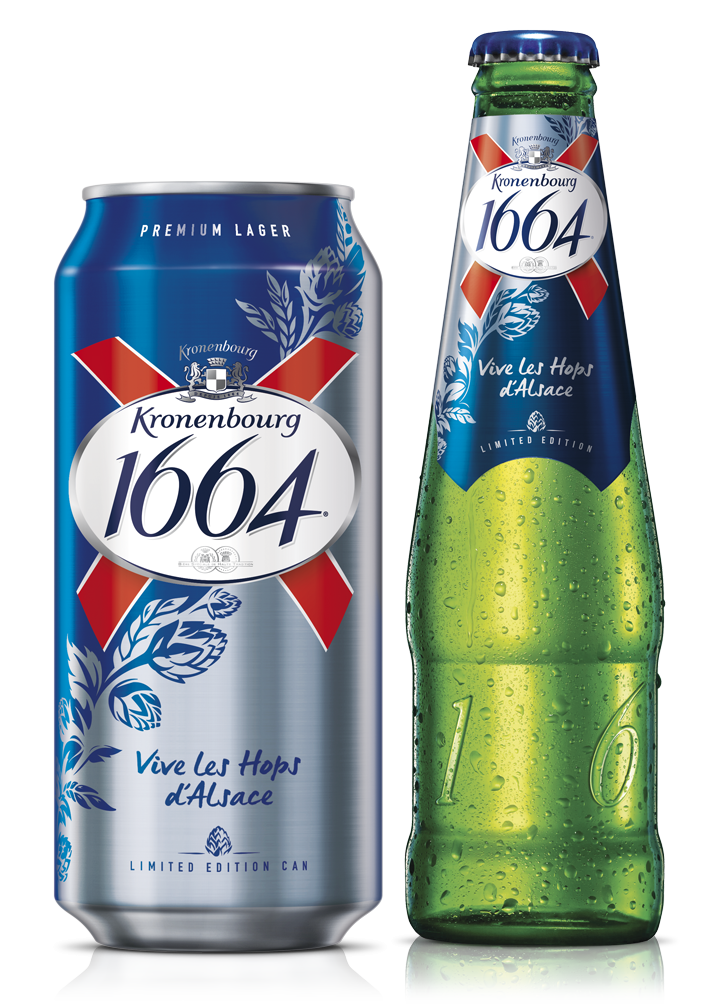 PREMIUM LAGER
Kronenbourg
Kronenbourg
1664
Vive Les Hops
d'Alsace
LIMITED EDITION CAN
Kronenbourg
Kronenbourg
1664
Vive Les Hops
d'Alsace
LIMITED EDITION
1 6